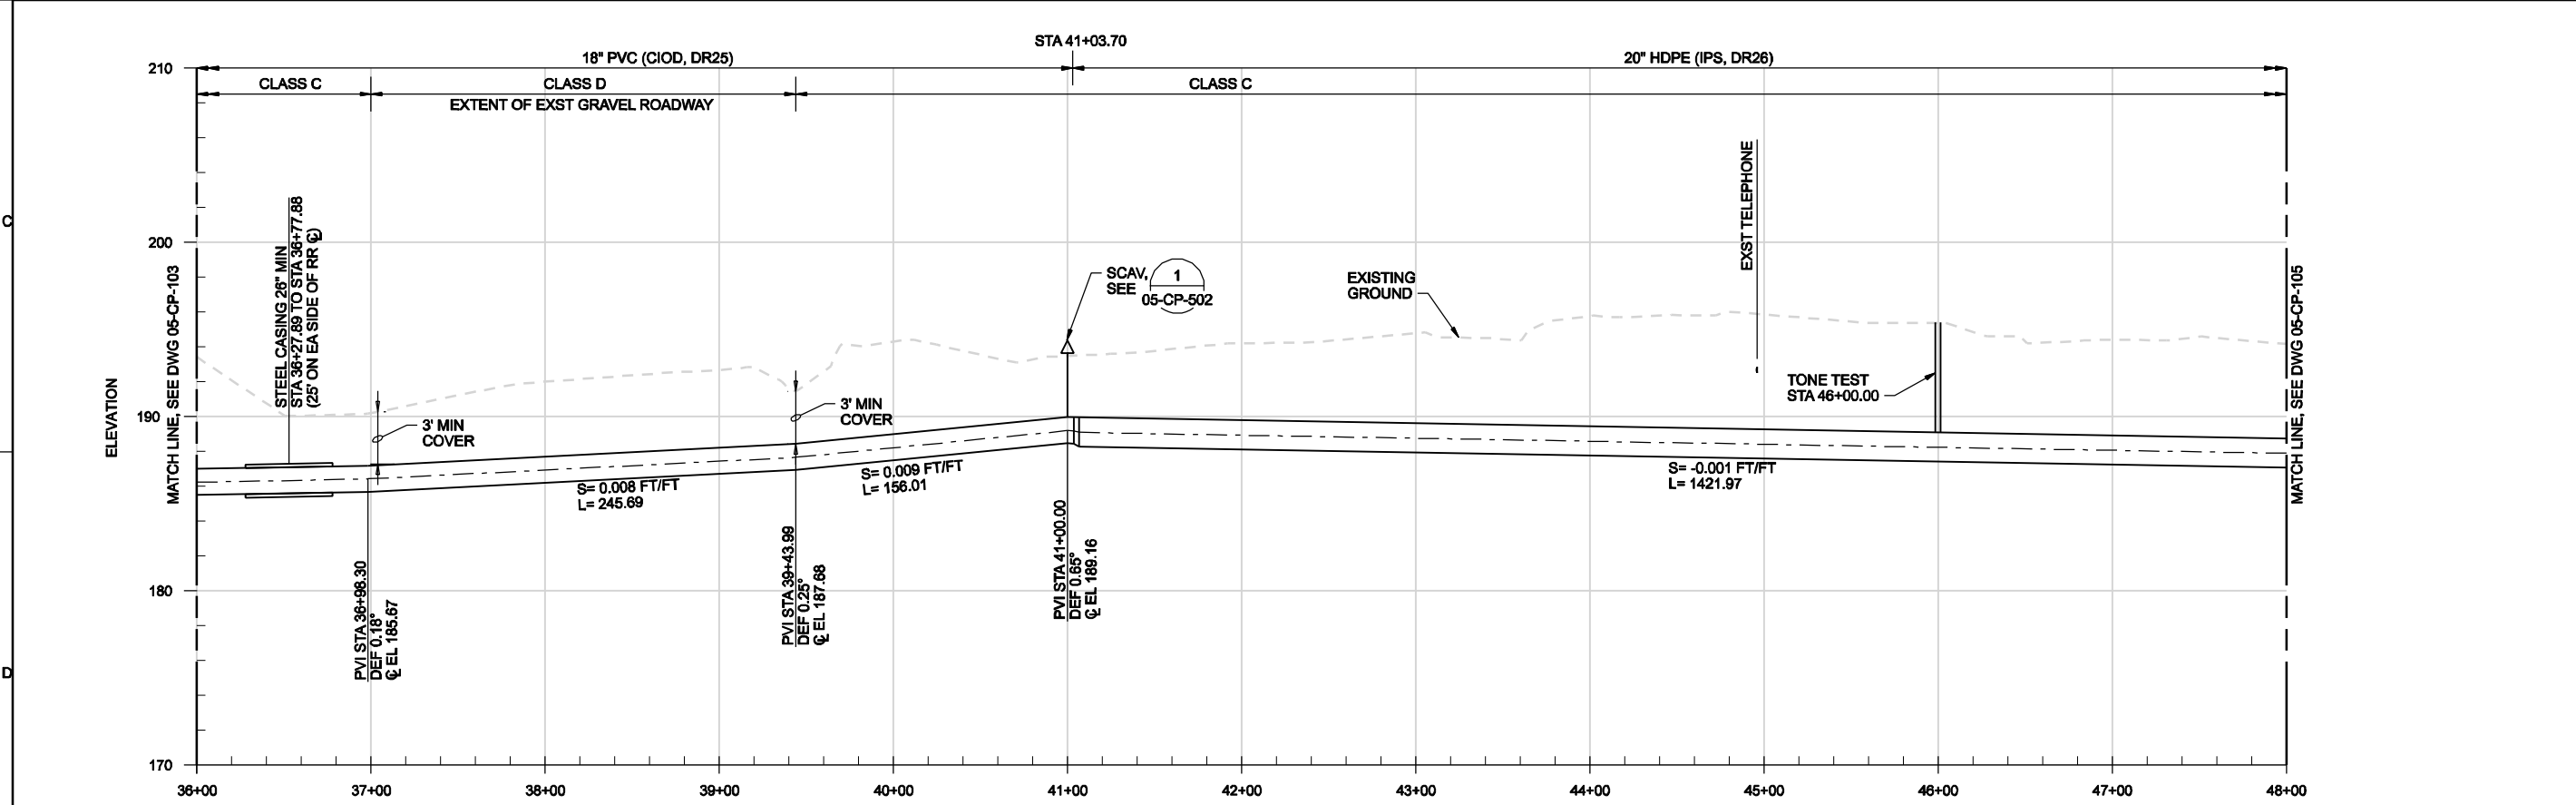 STA 41+03.70
18" PVC (CIOD, DR25)
20" HDPE (IPS, DR26)
210
CLASS C
CLASS D
CLASS C
EXTENT OF EXST GRAVEL ROADWAY
C
200
190
180
170
D
ELEVATION
MATCH LINE, SEE DWG 05-CP-103
STEEL CASING 26" MIN
STA 36+27.89 TO STA 36+77.88
(25' ON EA SIDE OF RR ℄)
3' MIN
COVER
3' MIN
COVER
SCAV,
SEE
1
05-CP-502
EXISTING
GROUND
EXST TELEPHONE
TONE TEST
STA 46+00.00
MATCH LINE, SEE DWG 05-CP-105
S= 0.008 FT/FT
L= 245.69
S= 0.009 FT/FT
L= 156.01
S= -0.001 FT/FT
L= 1421.97
PVI STA 36+98.30
DEF 0.18°
℄ EL 185.67
PVI STA 39+43.99
DEF 0.25°
℄ EL 187.68
PVI STA 41+00.00
DEF 0.65°
℄ EL 189.16
36+00
37+00
38+00
39+00
40+00
41+00
42+00
43+00
44+00
45+00
46+00
47+00
48+00